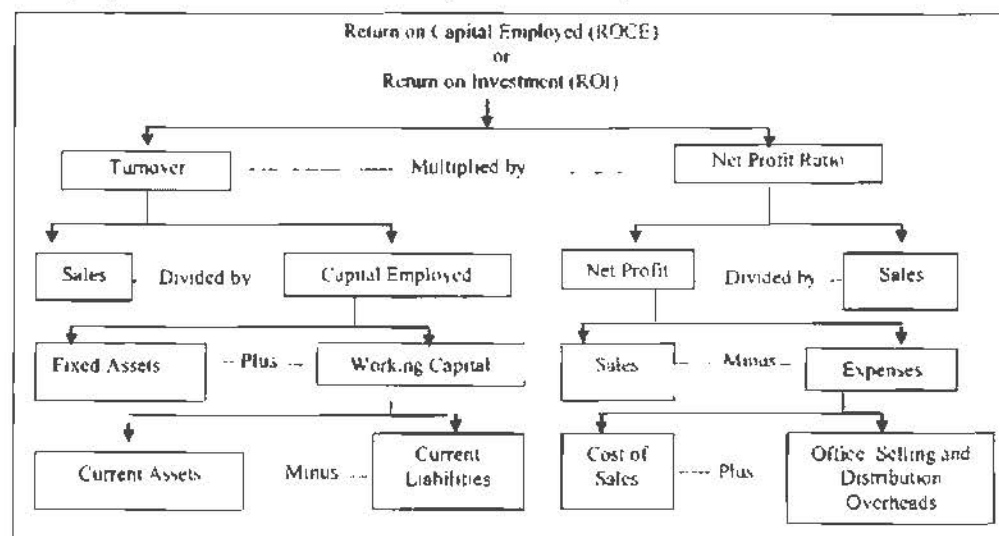 Return on Capital Employed (ROCE)
or
Return on Investment (ROI)
Turnover
Multiplied by
Net Profit Ratio
Sales
Divided by
Capital Employed
Net Profit
Divided by
Sales
Fixed Assets
Plus
Working Capital
Sales
Minus
Expenses
Current Assets
Minus
Current
Liabilities
Cost of
Sales
Plus
Office Selling and
Distribution
Overheads